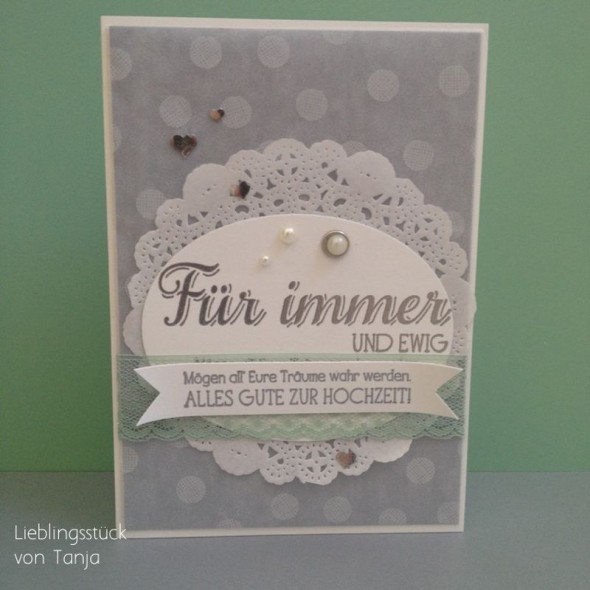 Für immer
UND EWIG
Mögen all' Eure Träume wahr werden.
ALLES GUTE ZUR HOCHZEIT!
Lieblingsstück
von Tanja